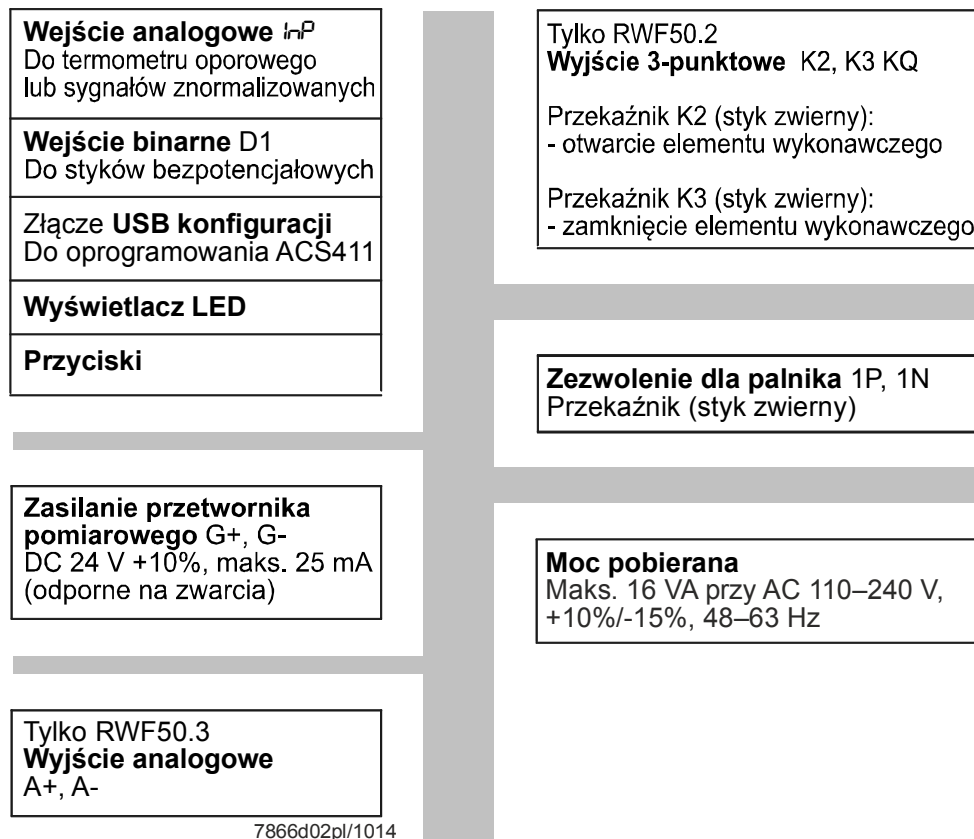 Wejście analogowe InP
Do termometru oporowego
lub sygnałów znormalizowanych
Wejście binarne D1
Do styków bezpotencjałowych
Złącze USB konfiguracji
Do oprogramowania ACS411
Wyświetlacz LED
Przyciski
Zasilanie przetwornika
pomiarowego G+, G-
DC 24 V +10%, maks. 25 mA
(odporne na zwarcia)
Tylko RWF50.3
Wyjście analogowe
A+, A-
7866d02pl/1014
Tylko RWF50.2
Wyjście 3-punktowe K2, K3 KQ
Przekaźnik K2 (styk zwierny):
- otwarcie elementu wykonawczego
Przekaźnik K3 (styk zwierny):
- zamknięcie elementu wykonawczego
Zezwolenie dla palnika 1P, 1N
Przekaźnik (styk zwierny)
Moc pobierana
Maks. 16 VA przy AC 110–240 V,
+10%/-15%, 48–63 Hz